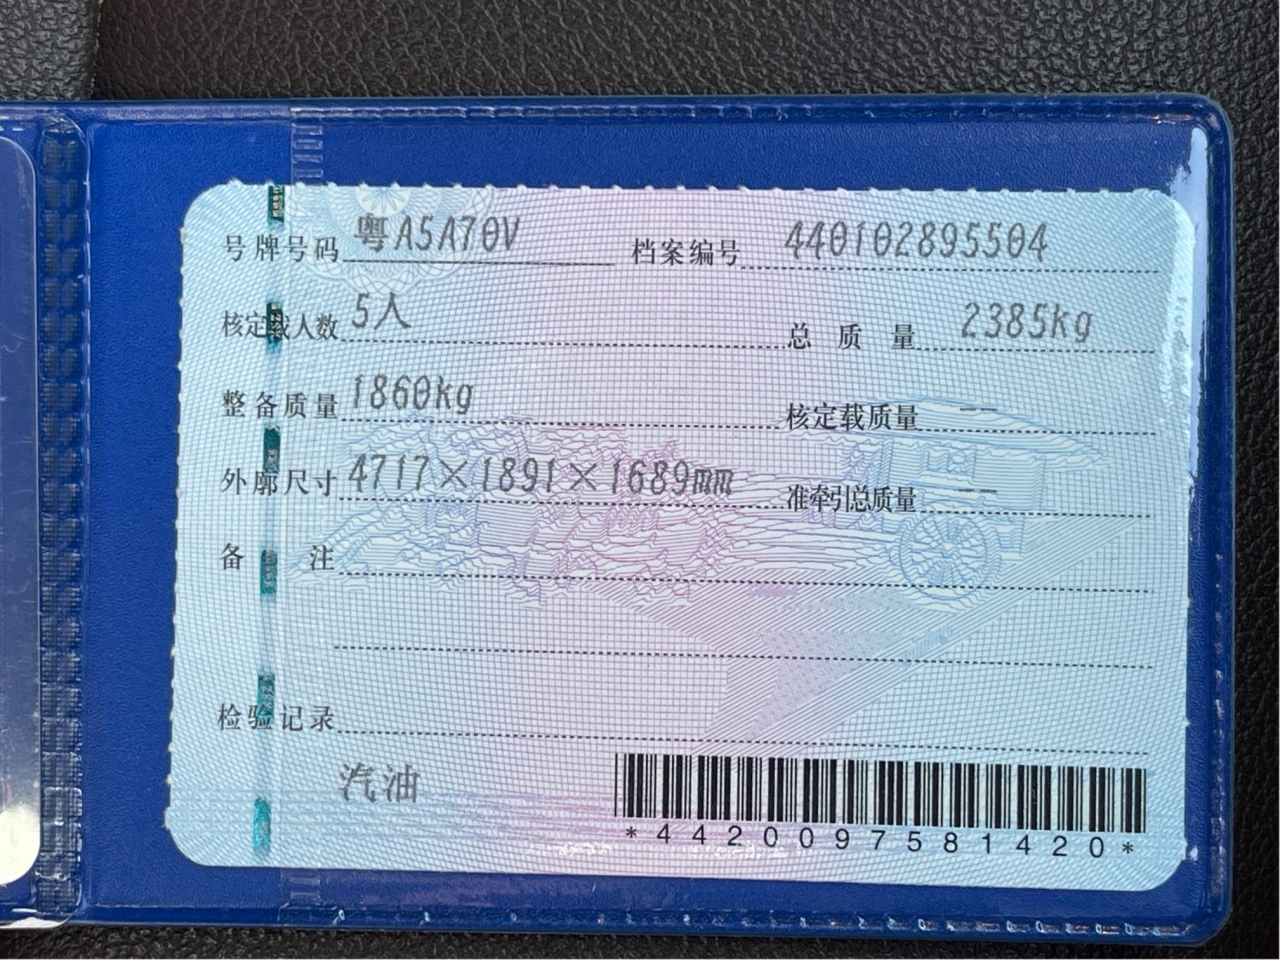 号牌号码 粤A5A70V 档案编号 440102895504
核定载人数 5人 总质量 2385kg
整备质量 1860kg 核定载质量 --
外廓尺寸 4717×1891×1689mm 准牵引总质量 --
备注
检验记录
汽油
*4420097581420*